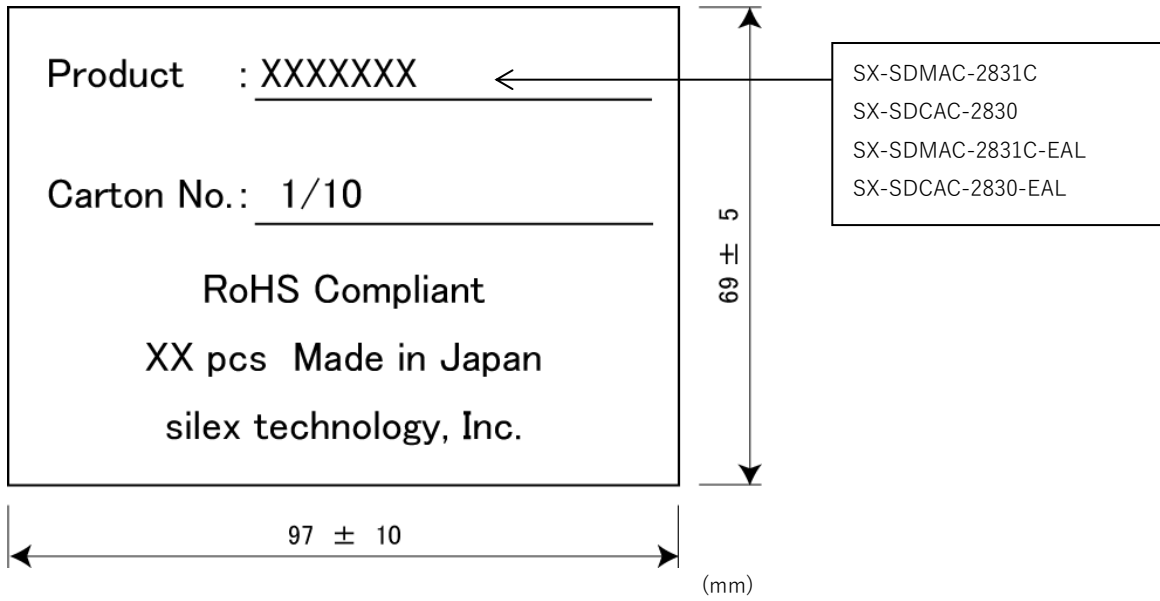 Product : XXXXXXX
Carton No.: 1/10
RoHS Compliant
XX pcs Made in Japan
silex technology, Inc.
SX-SDMAC-2831C
SX-SDCAC-2830
SX-SDMAC-2831C-EAL
SX-SDCAC-2830-EAL
69 ± 5
97 ± 10
(mm)